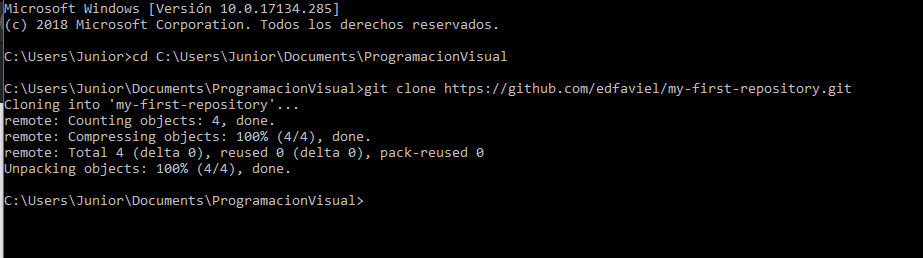 Microsoft Windows [Versión 10.0.17134.285]
(c) 2018 Microsoft Corporation. Todos los derechos reservados.
C:\Users\Junior>cd C:\Users\Junior\Documents\ProgramacionVisual
C:\Users\Junior\Documents\ProgramacionVisual>git clone https://github.com/edfaviel/my-first-repository.git
Cloning into 'my-first-repository'...
remote: Counting objects: 4, done.
remote: Compressing objects: 100% (4/4), done.
remote: Total 4 (delta 0), reused 0 (delta 0), pack-reused 0
Unpacking objects: 100% (4/4), done.
C:\Users\Junior\Documents\ProgramacionVisual>